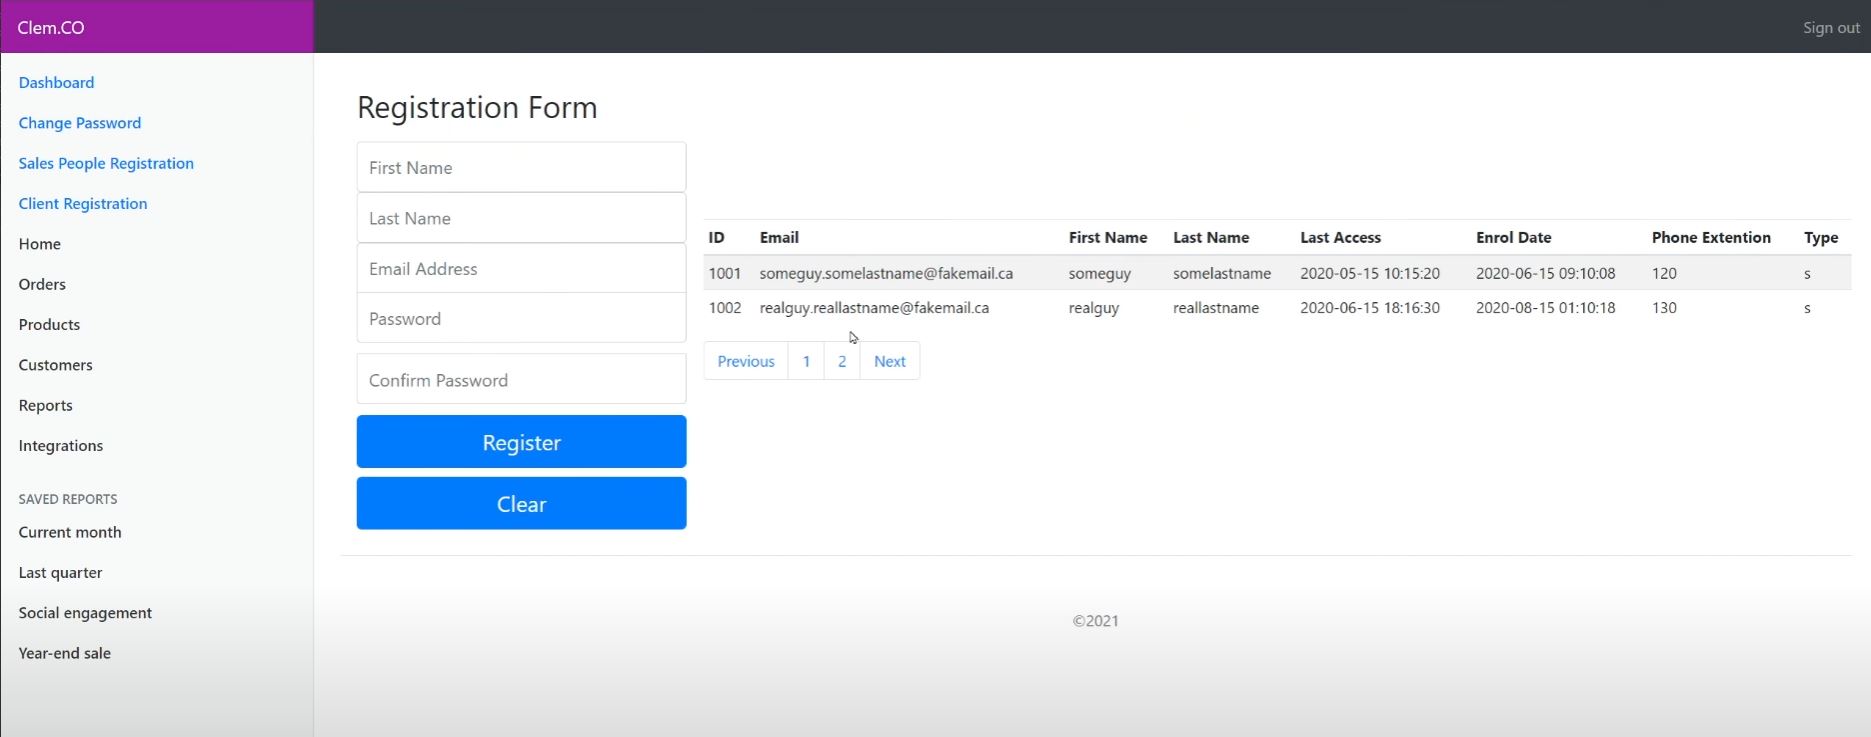 Clem.CO
Sign out
Dashboard
Change Password
Sales People Registration
Client Registration
Home
Orders
Products
Customers
Reports
Integrations
SAVED REPORTS
Current month
Last quarter
Social engagement
Year-end sale
Registration Form
First Name
Last Name
Email Address
Password
Confirm Password
Register
Clear
ID Email First Name Last Name Last Access Enrol Date Phone Extention Type
1001 someguy.somelastname@fakemail.ca someguy somelastname 2020-05-15 10:15:20 2020-06-15 09:10:08 120 s
1002 realguy.reallastname@fakemail.ca realguy reallastname 2020-06-15 18:16:30 2020-08-15 01:10:18 130 s
Previous 1 2 Next
©2021